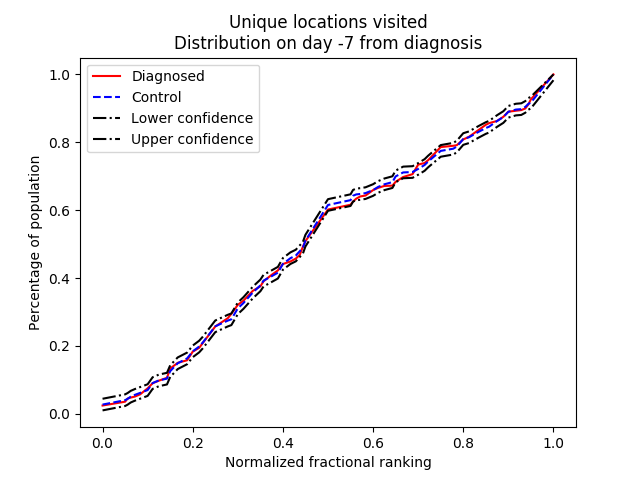 Unique locations visited
Distribution on day -7 from diagnosis
Diagnosed
Control
Lower confidence
Upper confidence
Percentage of population
1.0
0.8
0.6
0.4
0.2
0.0
0.0 0.2 0.4 0.6 0.8 1.0
Normalized fractional ranking